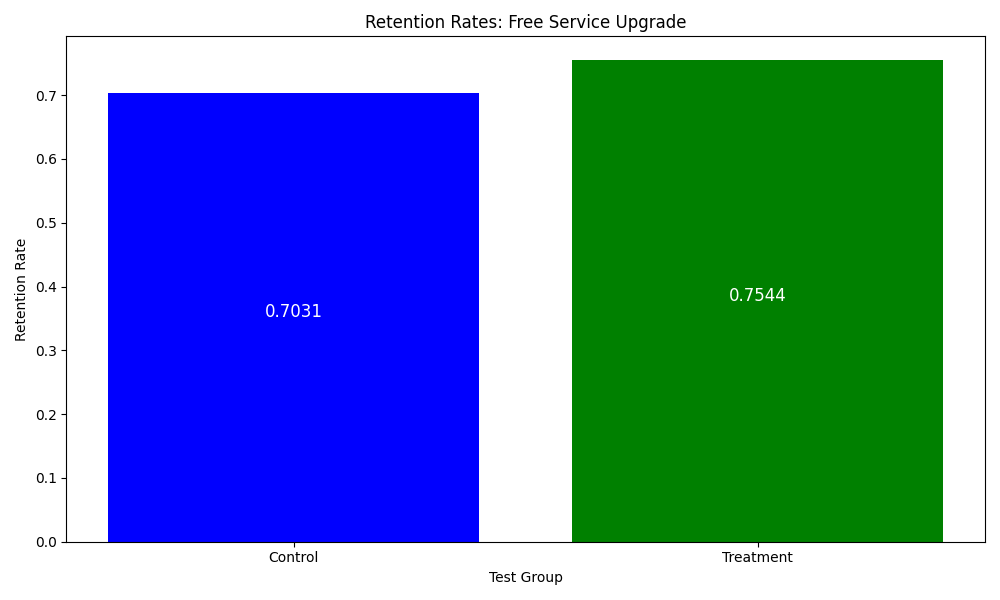 Retention Rates: Free Service Upgrade
Retention Rate
0.7
0.6
0.5
0.4
0.3
0.2
0.1
0.0
0.7031
0.7544
Control
Treatment
Test Group